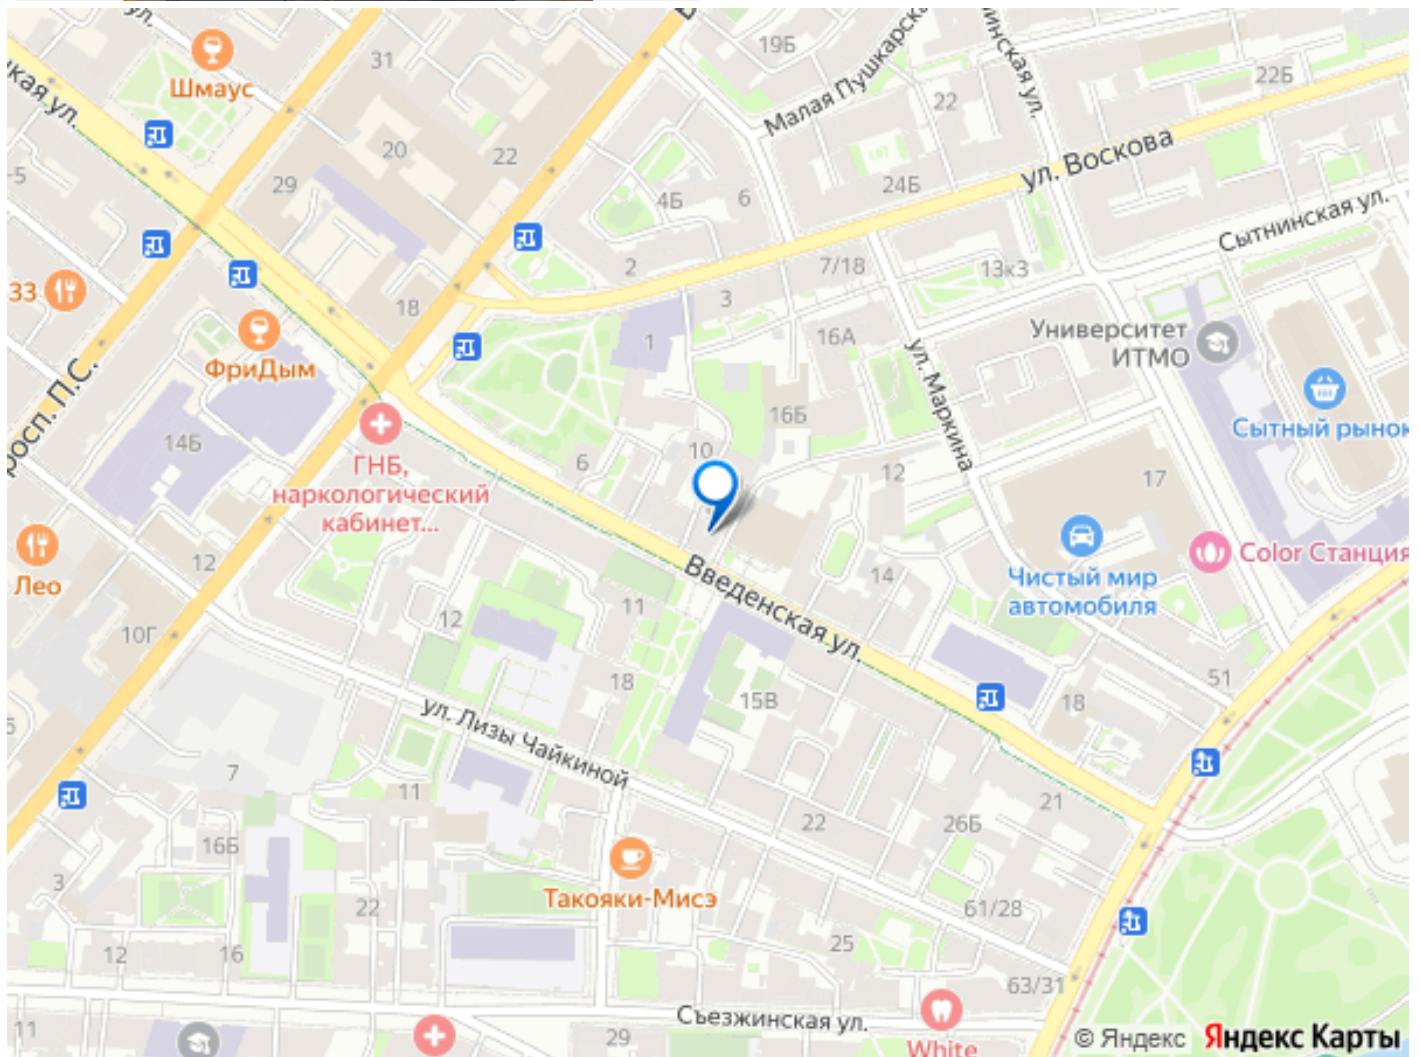 ул.
31
19Б
Шмаус
кая ул.
Малая Пушкарска
инская ул.
22
22Б
20
22
ул. Воскова
-5
29
4Б
6
24Б
Сытнинская ул.
2
7/18
13к3
33
18
3
ФриДым
1
16А
Университет
ИТМО
ул. Маркина
росп. П.С.
14Б
16Б
Сытный рынок
6
10
12
17
ГНБ,
наркологический
кабинет...
Лео
12
Введенская ул.
14
Color Станция
Чистый мир
автомобиля
10Г
12
11
18
15В
18
51
5
ул. Лизы Чайкиной
7
11
21
22
26Б
16Б
3
Такояки-Мисэ
22
61/28
12
16
25
63/31
11
Съезжинская ул.
29
White
© Яндекс Яндекс Карты